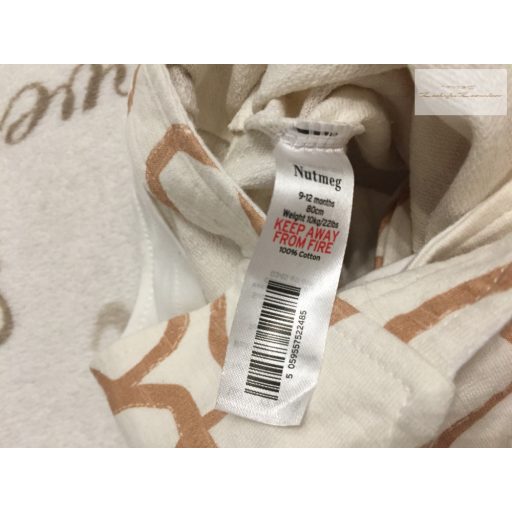 Nutmeg
9-12 months
80cm
Weight 10kg/22lbs
KEEP AWAY
FROM FIRE
100% Cotton
5 059557522485